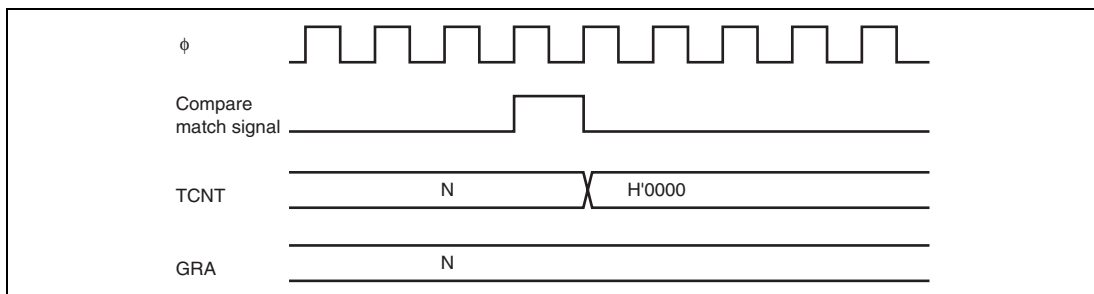 ϕ
Compare
match signal
TCNT
N
H'0000
GRA
N